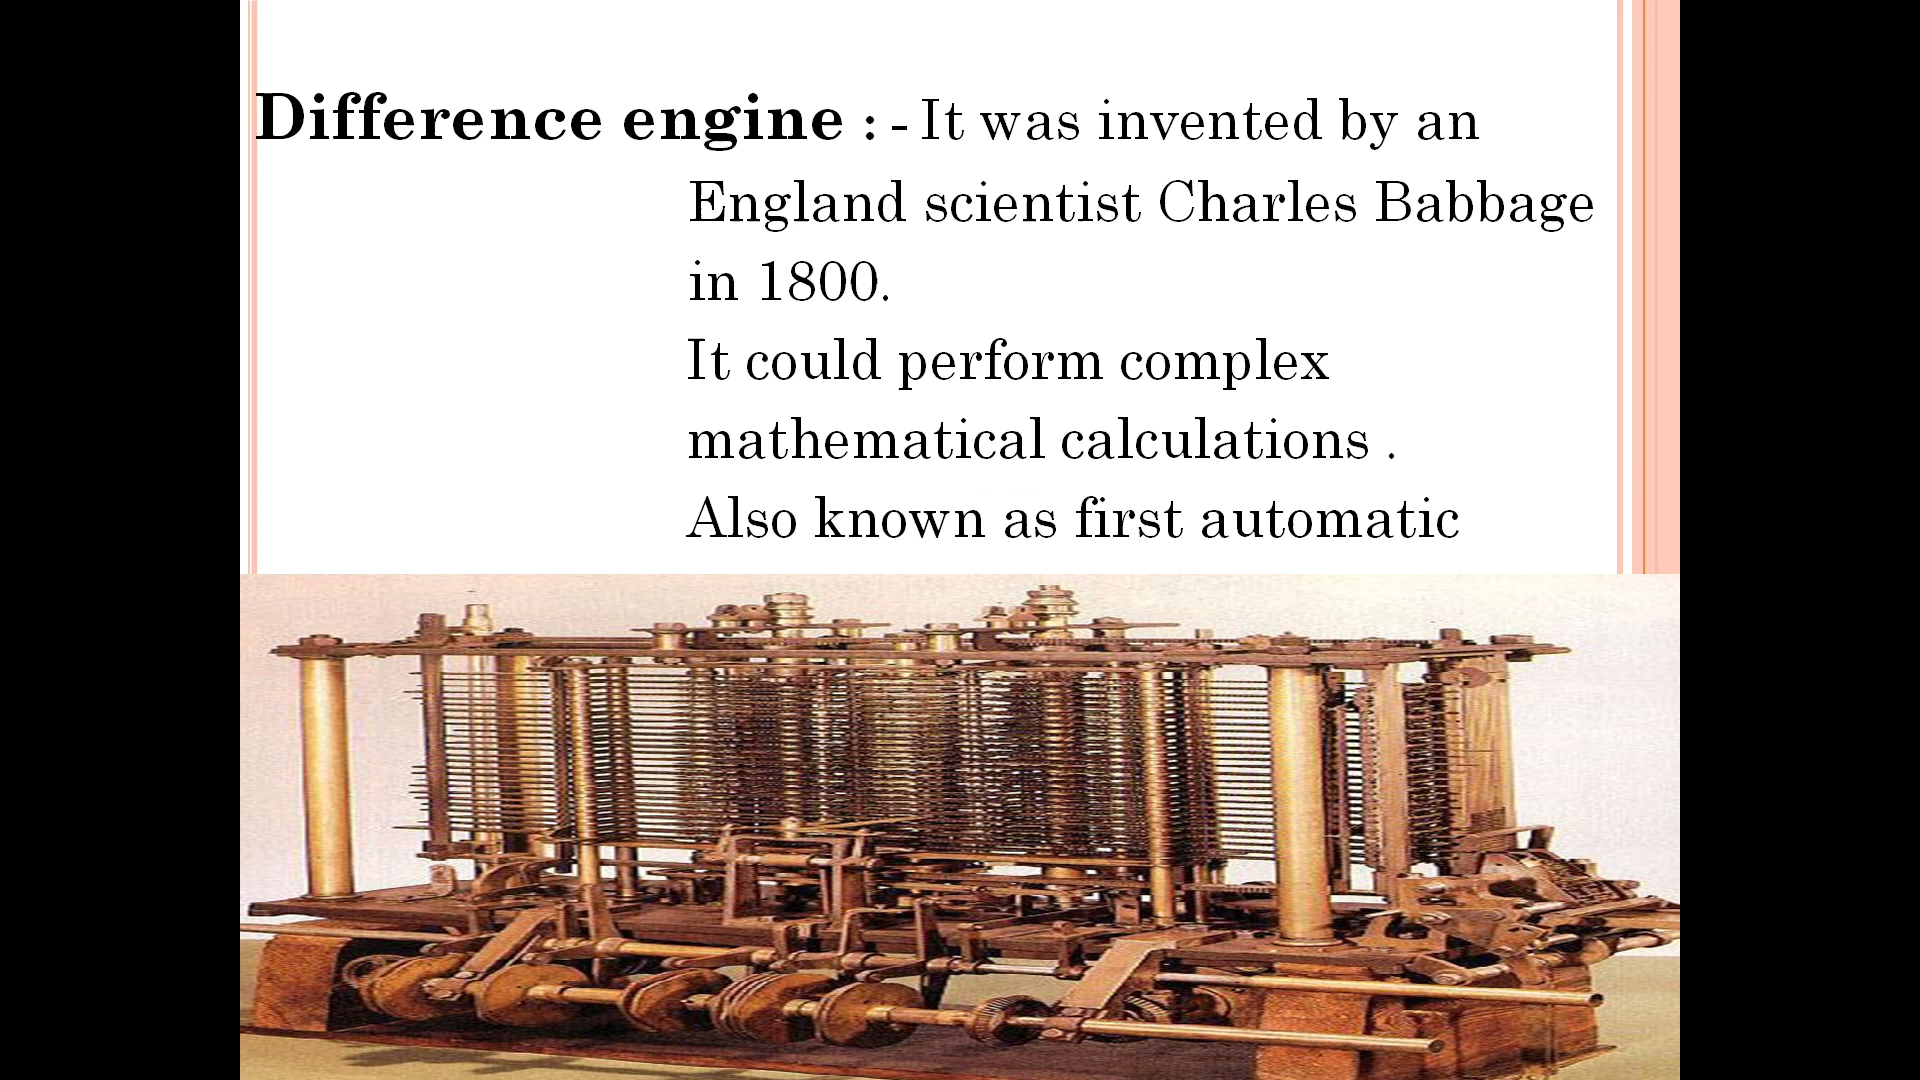 Difference engine : - It was invented by an
England scientist Charles Babbage
in 1800.
It could perform complex
mathematical calculations .
Also known as first automatic